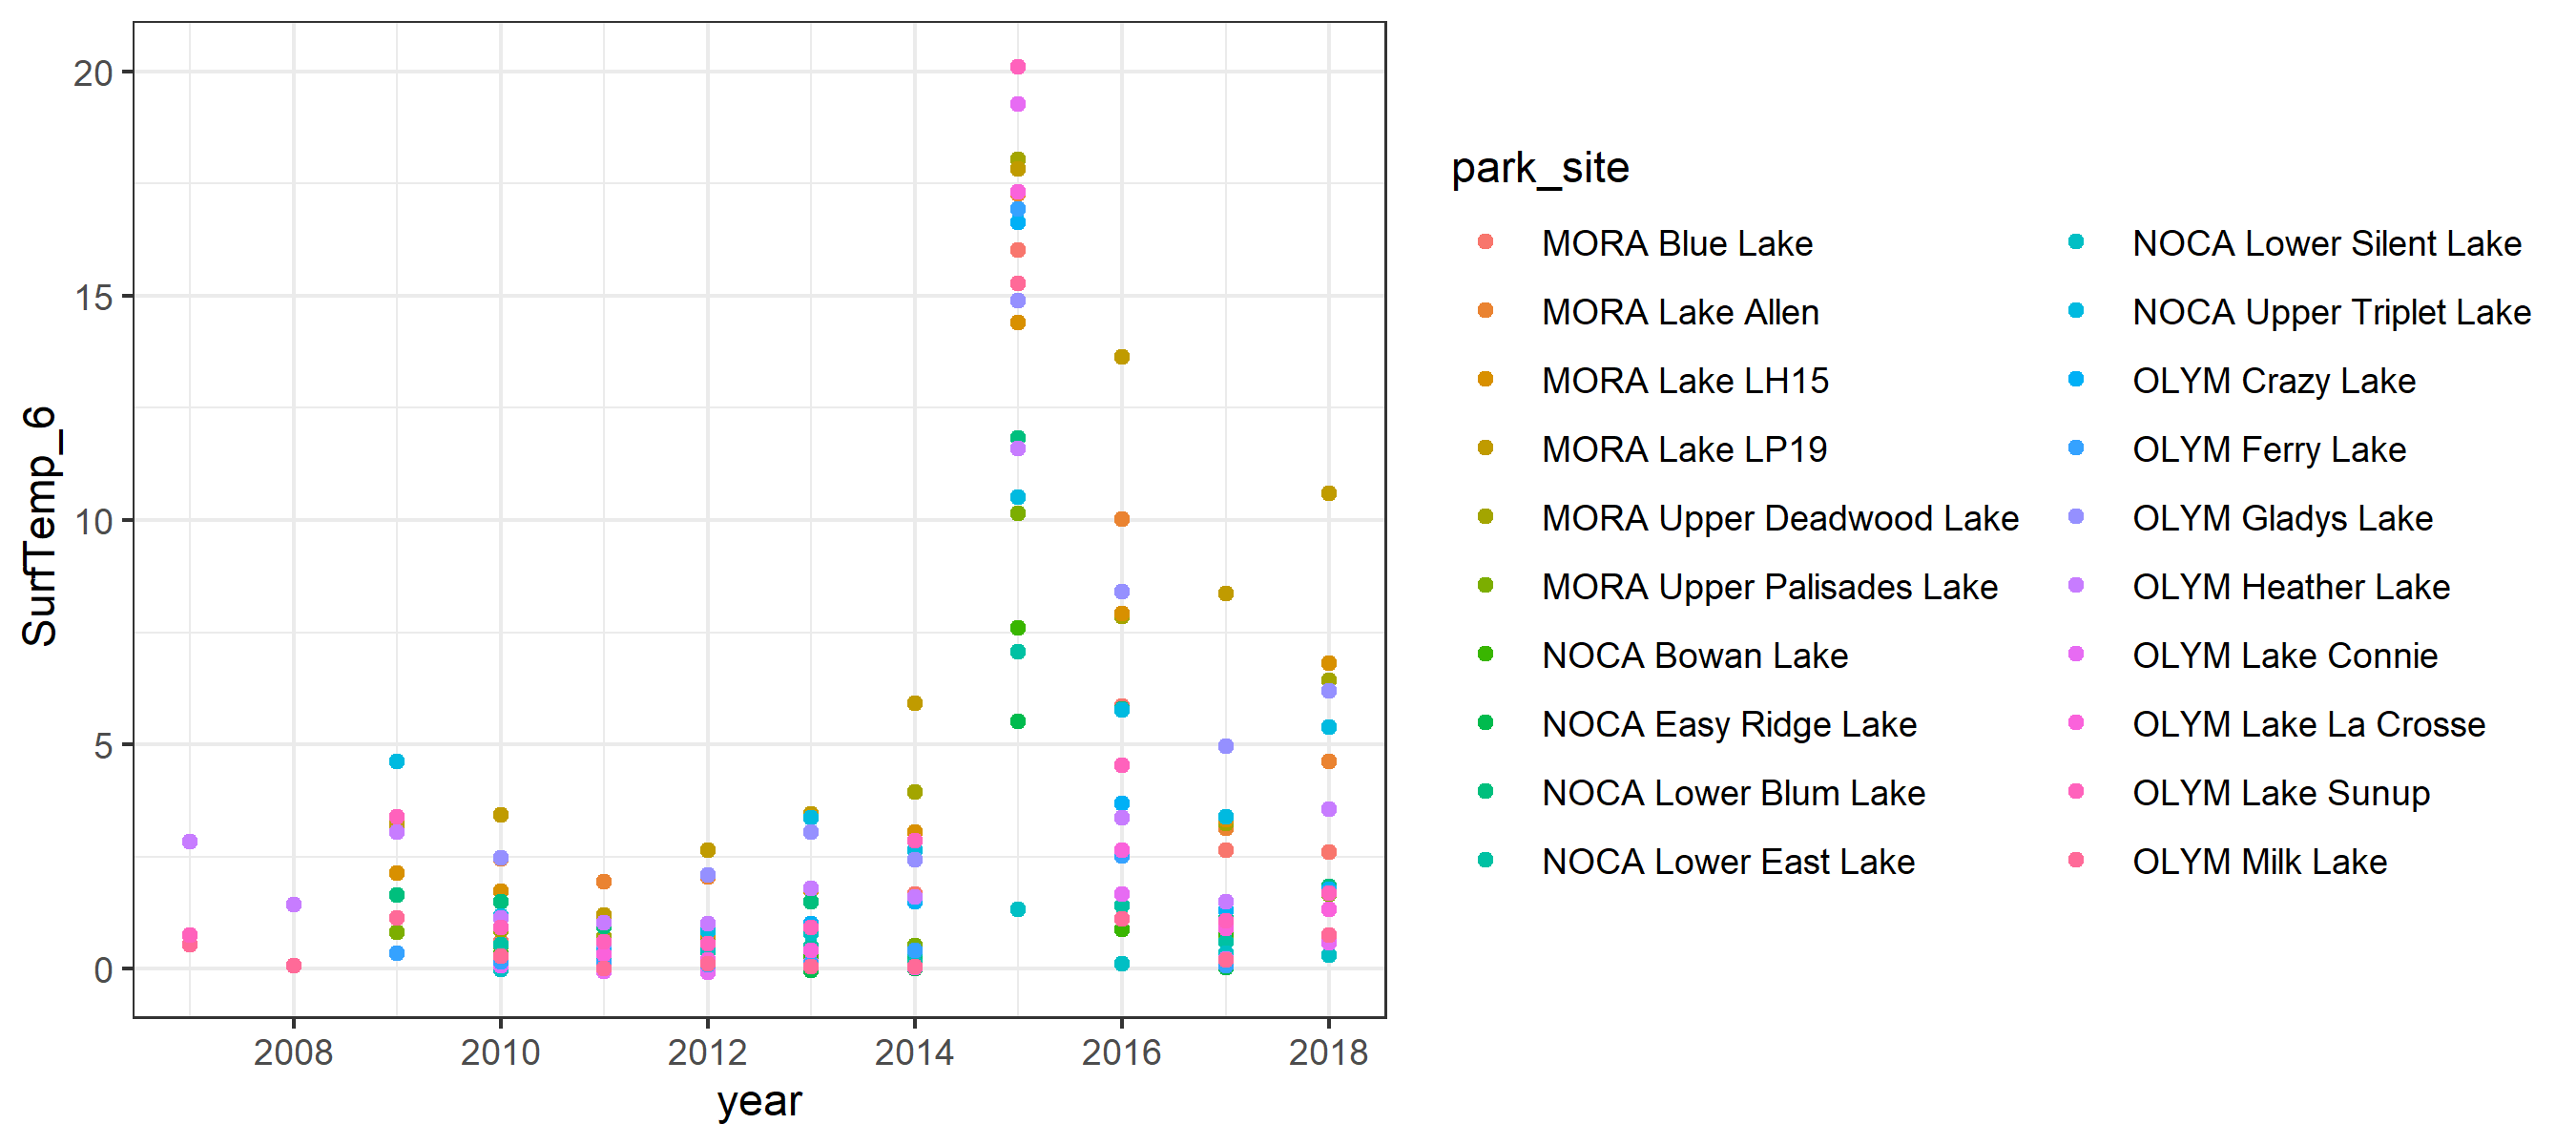 SurfTemp_6
20
15
10
5
0
2008 2010 2012 2014 2016 2018
year
park_site
MORA Blue Lake
MORA Lake Allen
MORA Lake LH15
MORA Lake LP19
MORA Upper Deadwood Lake
MORA Upper Palisades Lake
NOCA Bowan Lake
NOCA Easy Ridge Lake
NOCA Lower Blum Lake
NOCA Lower East Lake
NOCA Lower Silent Lake
NOCA Upper Triplet Lake
OLYM Crazy Lake
OLYM Ferry Lake
OLYM Gladys Lake
OLYM Heather Lake
OLYM Lake Connie
OLYM Lake La Crosse
OLYM Lake Sunup
OLYM Milk Lake